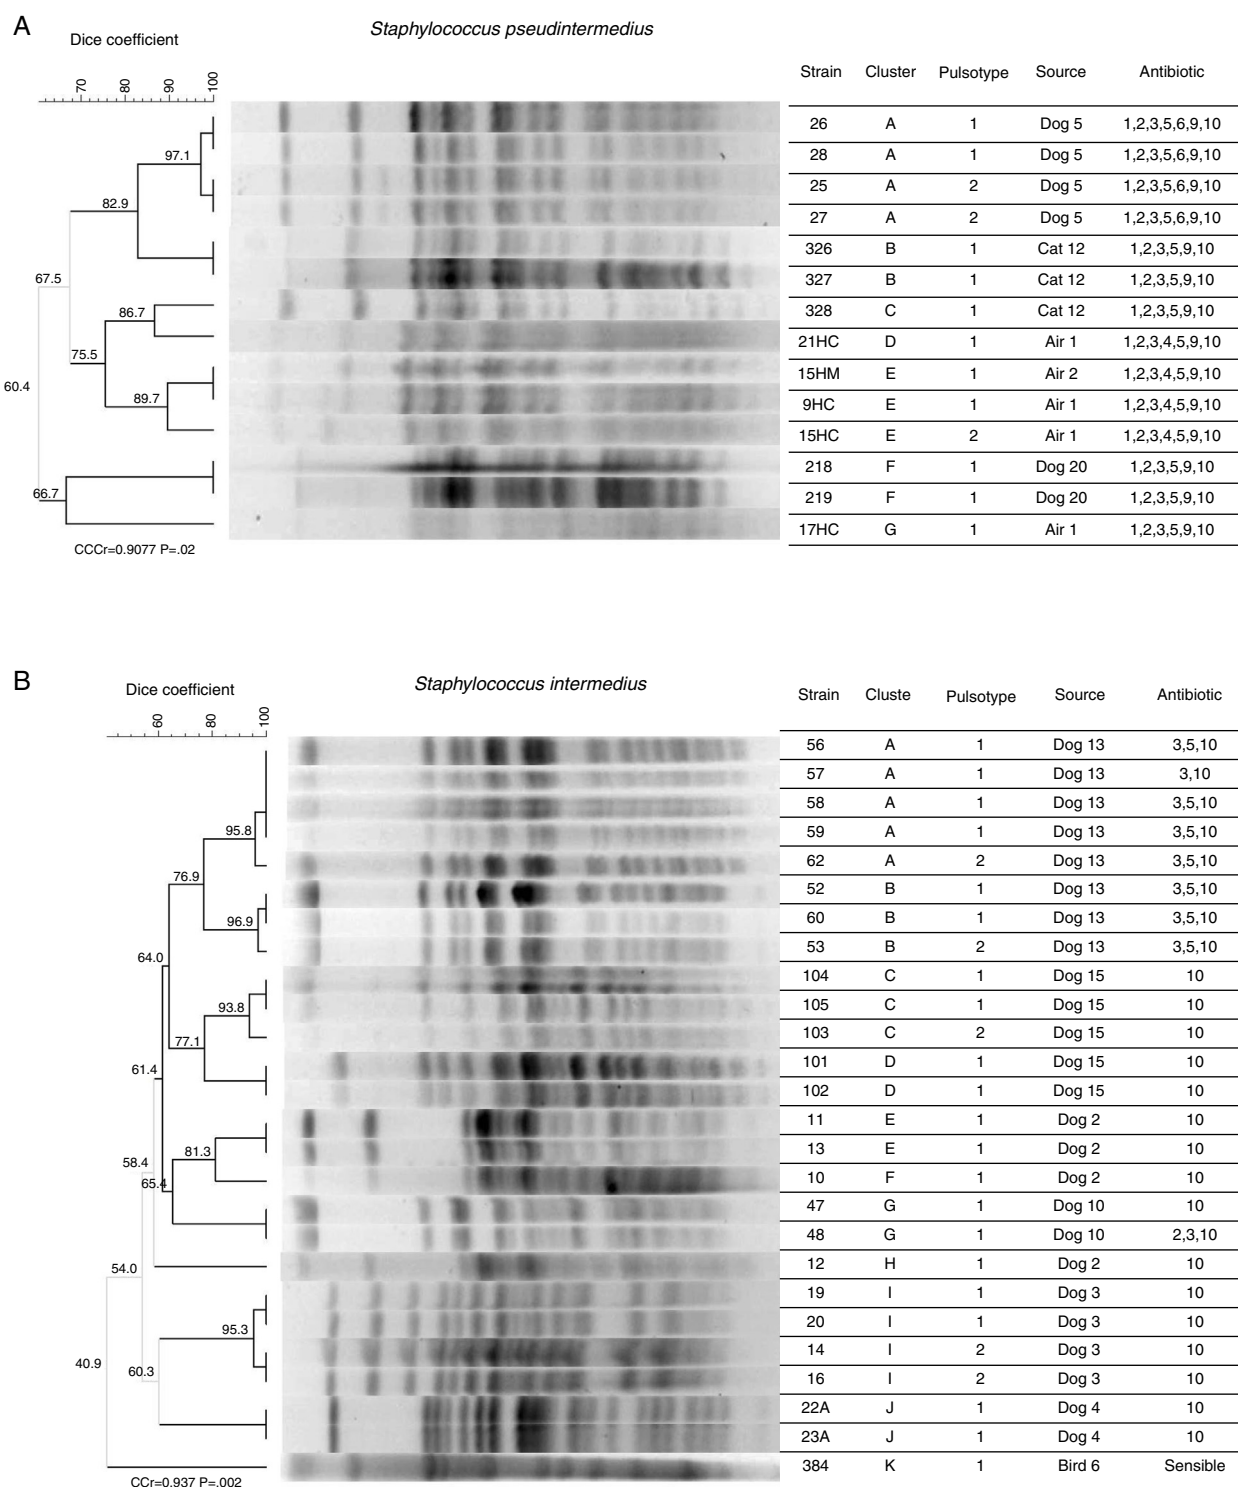 A
Staphylococcus pseudintermedius
Dice coefficient
70 80 90 100
Strain Cluster Pulsotype Source Antibiotic
26 A 1 Dog 5 1,2,3,5,6,9,10
28 A 1 Dog 5 1,2,3,5,6,9,10
25 A 2 Dog 5 1,2,3,5,6,9,10
27 A 2 Dog 5 1,2,3,5,6,9,10
326 B 1 Cat 12 1,2,3,5,9,10
327 B 1 Cat 12 1,2,3,5,9,10
328 C 1 Cat 12 1,2,3,5,9,10
21HC D 1 Air 1 1,2,3,4,5,9,10
15HM E 1 Air 2 1,2,3,4,5,9,10
9HC E 1 Air 1 1,2,3,4,5,9,10
15HC E 2 Air 1 1,2,3,4,5,9,10
218 F 1 Dog 20 1,2,3,5,9,10
219 F 1 Dog 20 1,2,3,5,9,10
17HC G 1 Air 1 1,2,3,5,9,10
97.1
82.9
67.5
86.7
75.5
60.4
89.7
66.7
CCCr=0.9077 P=.02
B
Staphylococcus intermedius
Dice coefficient
60 80 100
Strain Cluste Pulsotype Source Antibiotic
56 A 1 Dog 13 3,5,10
57 A 1 Dog 13 3,10
58 A 1 Dog 13 3,5,10
59 A 1 Dog 13 3,5,10
62 A 2 Dog 13 3,5,10
52 B 1 Dog 13 3,5,10
60 B 1 Dog 13 3,5,10
53 B 2 Dog 13 3,5,10
104 C 1 Dog 15 10
105 C 1 Dog 15 10
103 C 2 Dog 15 10
101 D 1 Dog 15 10
102 D 1 Dog 15 10
11 E 1 Dog 2 10
13 E 1 Dog 2 10
10 F 1 Dog 2 10
47 G 1 Dog 10 10
48 G 1 Dog 10 2,3,10
12 H 1 Dog 2 10
19 I 1 Dog 3 10
20 I 1 Dog 3 10
14 I 2 Dog 3 10
16 I 2 Dog 3 10
22A J 1 Dog 4 10
23A J 1 Dog 4 10
384 K 1 Bird 6 Sensible
95.8
76.9
96.9
64.0
93.8
77.1
61.4
81.3
58.4
65.4
54.0
95.3
40.9
60.3
CCr=0.937 P=.002